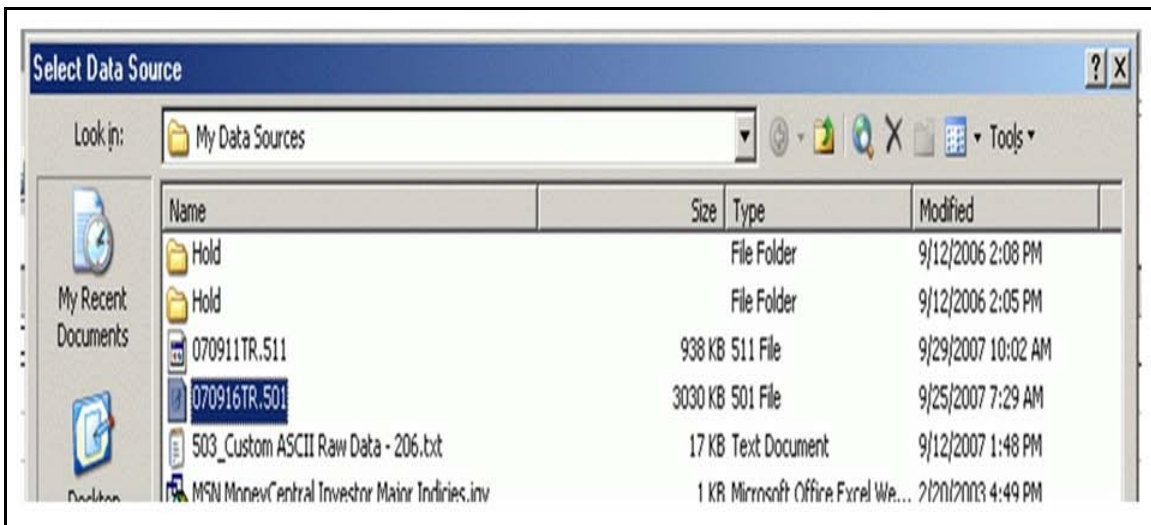 Select Data Source
Look in: My Data Sources Tools
Name Size Type Modified
Hold File Folder 9/12/2006 2:08 PM
Hold File Folder 9/12/2006 2:05 PM
070911TR.511 938 KB 511 File 9/29/2007 10:02 AM
070916TR.501 3030 KB 501 File 9/25/2007 7:29 AM
503_Custom ASCII Raw Data - 206.txt 17 KB Text Document 9/12/2007 1:48 PM
MSN MoneyCentral Investor Major Indicies.iqy 1 KB Microsoft Office Excel We... 2/20/2003 4:49 PM
My Recent
Documents
Desktop